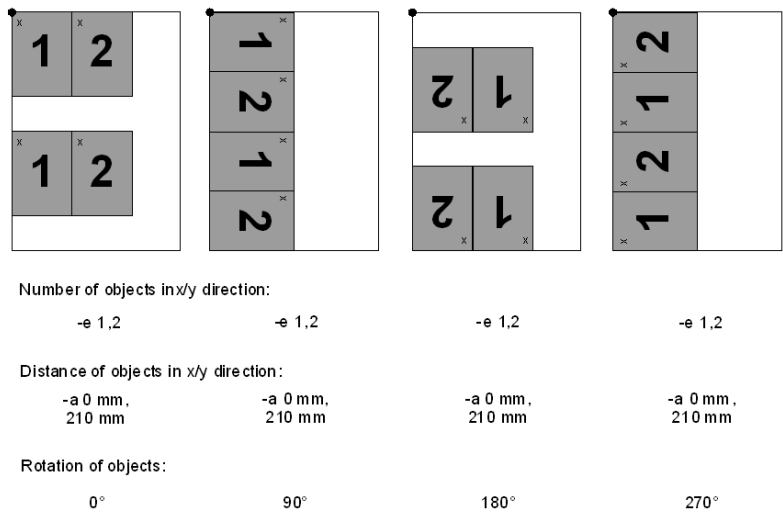 x 1 x 2
x 1 x 2
1 x
2 x
1 x
2 x
2 x 1 x
2 x 1 x
x 2
x 1
x 2
x 1
Number of objects in x/y direction:
-e 1,2 -e 1,2 -e 1,2 -e 1,2
Distance of objects in x/y direction:
-a 0 mm, -a 0 mm, -a 0 mm, -a 0 mm,
210 mm 210 mm 210 mm 210 mm
Rotation of objects:
0° 90° 180° 270°